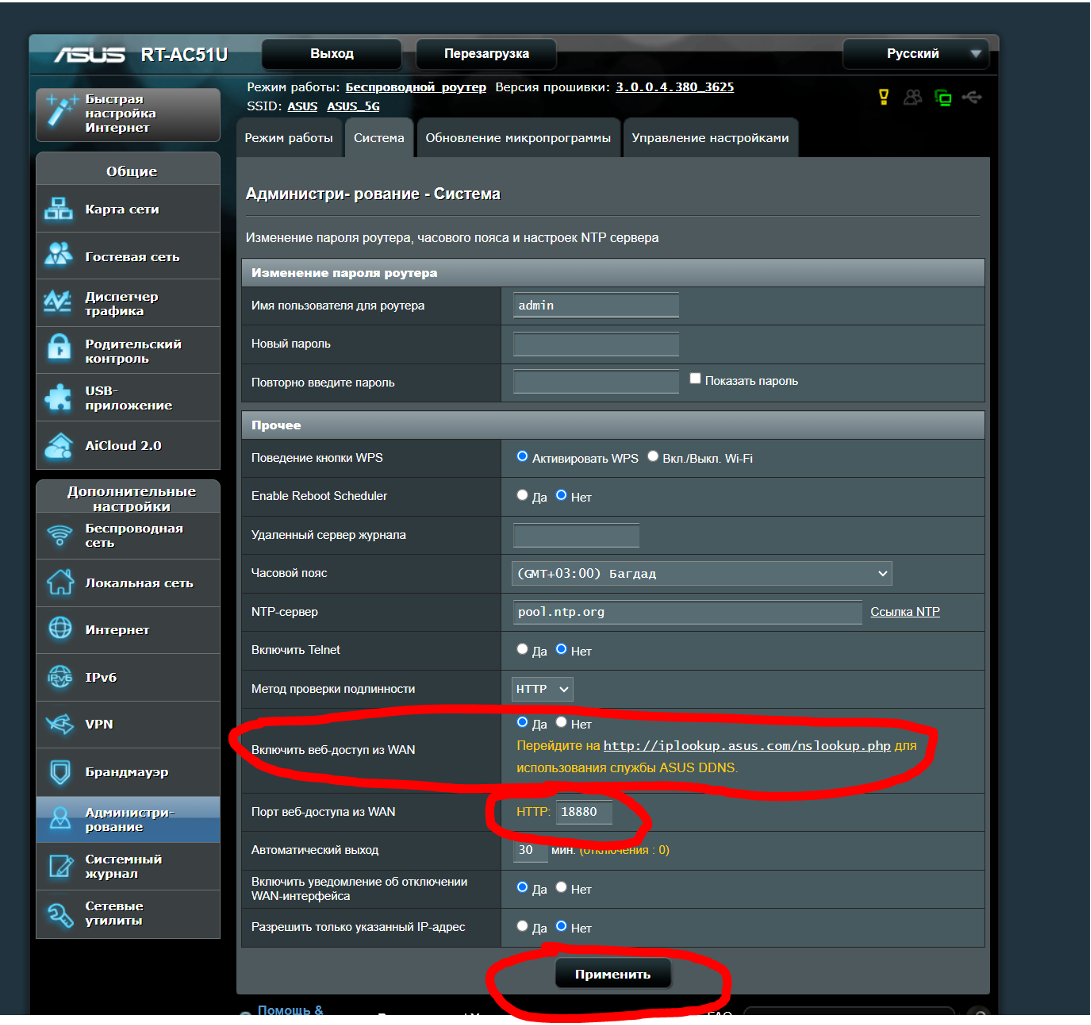 ASUS RT-AC51U Выход Перезагрузка Русский
Режим работы: Беспроводной роутер Версия прошивки: 3.0.0.4.380_3625
SSID: ASUS ASUS_5G
Быстрая
настройка
Интернет
Общие
Карта сети
Гостевая сеть
Диспетчер
трафика
Родительский
контроль
USB-
приложение
AiCloud 2.0
Дополнительные
настройки
Беспроводная
сеть
Локальная сеть
Интернет
IPv6
VPN
Брандмауэр
Администри-
рование
Системный
журнал
Сетевые
утилиты
Режим работы Система Обновление микропрограммы Управление настройками
Администри- рование - Система
Изменение пароля роутера, часового пояса и настроек NTP сервера
Изменение пароля роутера
Имя пользователя для роутера admin
Новый пароль
Повторно введите пароль Показать пароль
Прочее
Поведение кнопки WPS Активировать WPS Вкл./Выкл. Wi-Fi
Enable Reboot Scheduler Да Нет
Удаленный сервер журнала
Часовой пояс (GMT+03:00) Багдад
NTP-сервер pool.ntp.org Ссылка NTP
Включить Telnet Да Нет
Метод проверки подлинности HTTP
Включить веб-доступ из WAN Да Нет
Перейдите на http://iplookup.asus.com/nslookup.php для
использования службы ASUS DDNS.
Порт веб-доступа из WAN HTTP: 18880
Автоматический выход 30 мин. (отключения : 0)
Включить уведомление об отключении
WAN-интерфейса Да Нет
Разрешить только указанный IP-адрес Да Нет
Применить
Помощь &
FAQ